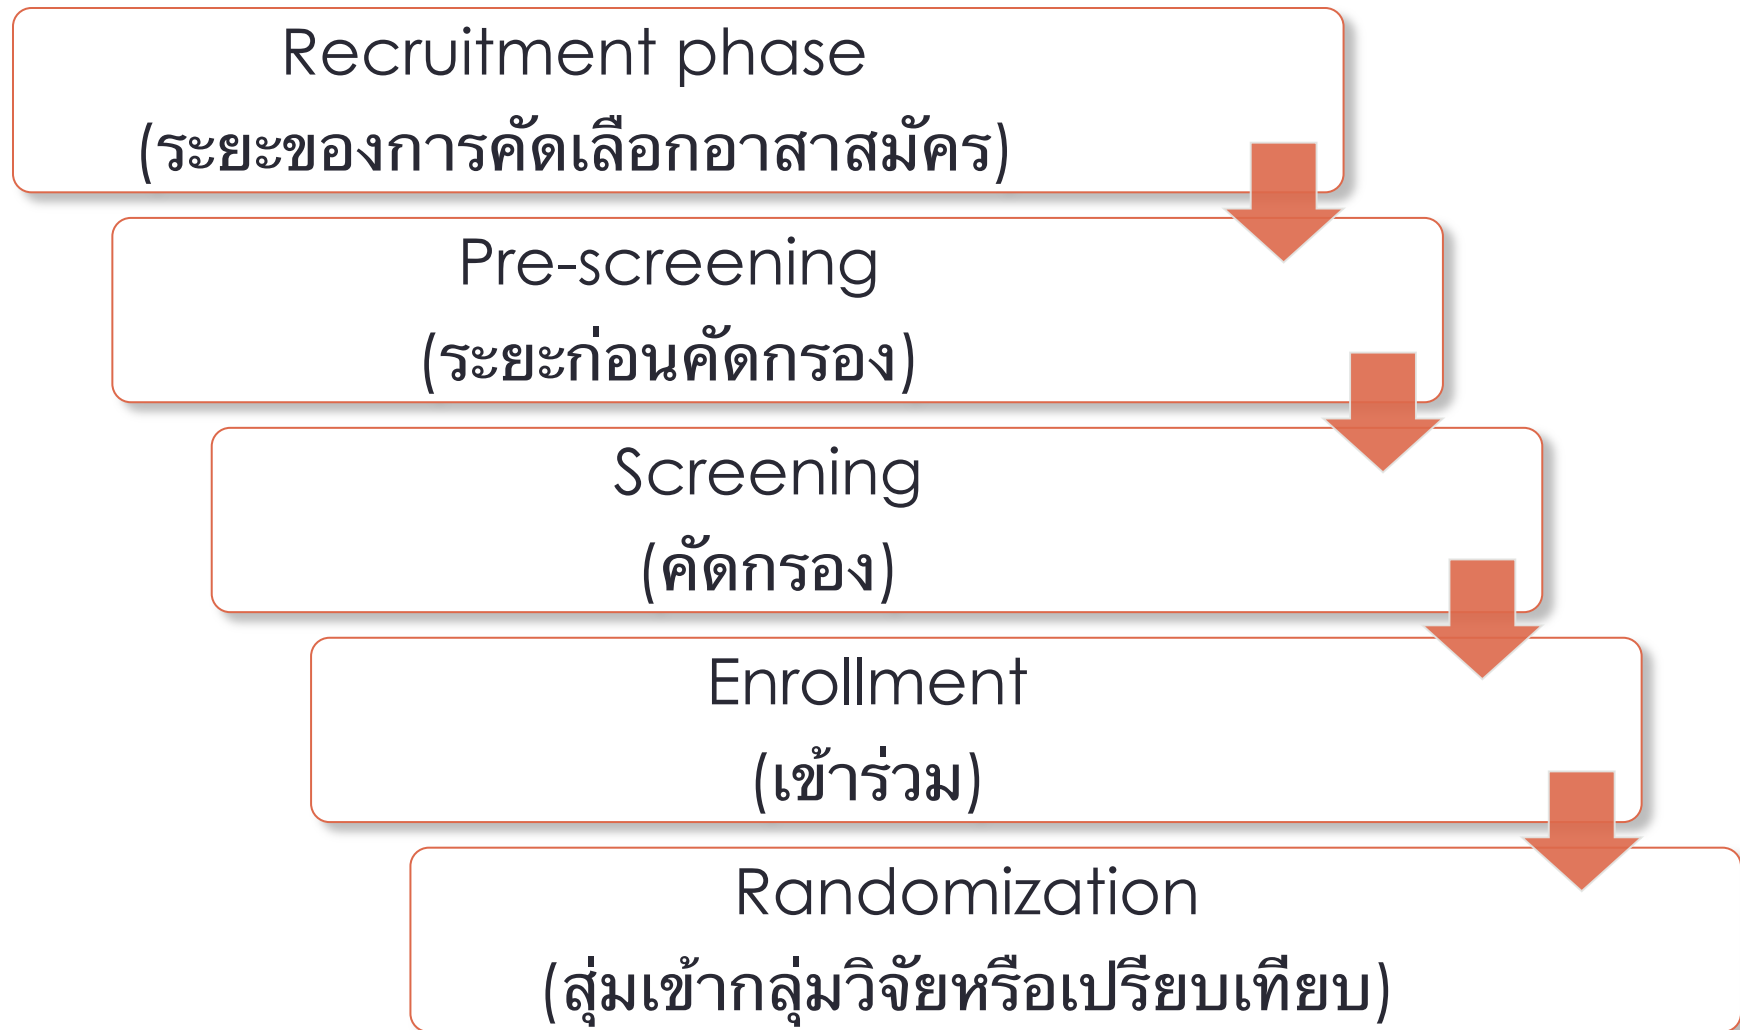 Recruitment phase
(ระยะของการคัดเลือกอาสาสมัคร)
Pre-screening
(ระยะก่อนคัดกรอง)
Screening
(คัดกรอง)
Enrollment
(เข้าร่วม)
Randomization
(สุ่มเข้ากลุ่มวิจัยหรือเปรียบเทียบ)